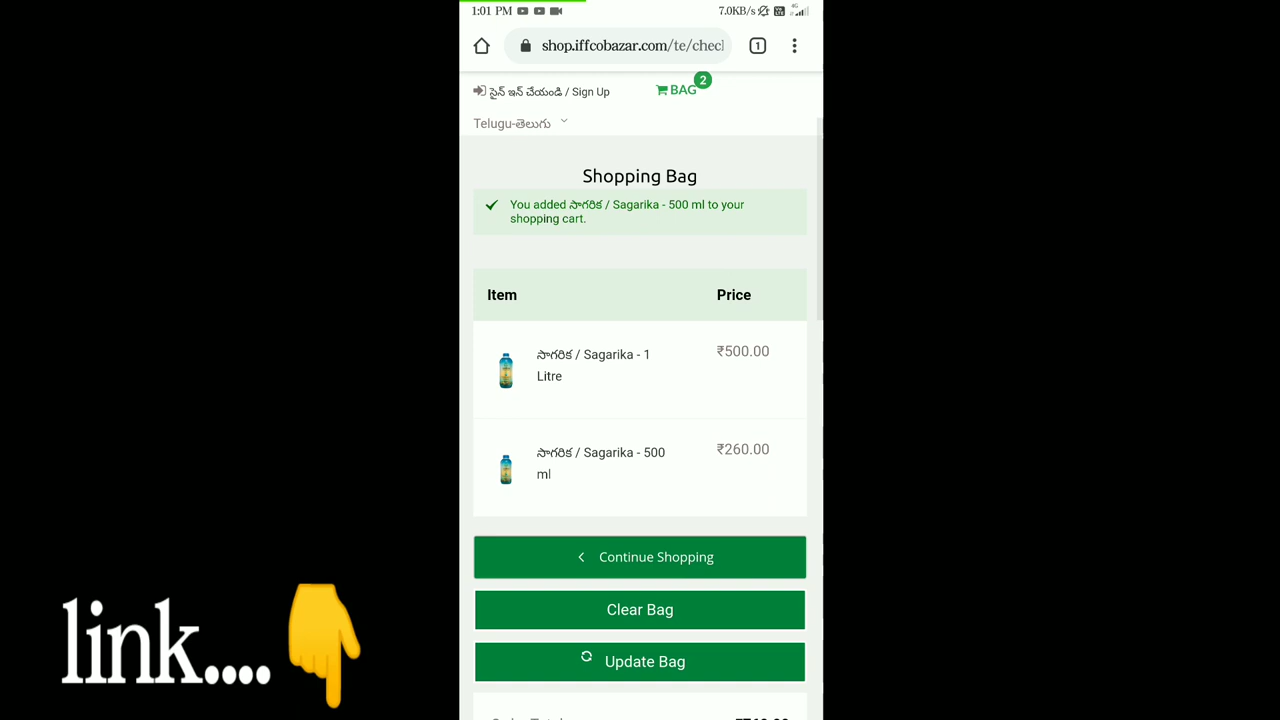 1:01 PM 7.0KB/s 4G
shop.iffcobazar.com/te/checl 1
సైన్ ఇన్ చేయండి / Sign Up BAG 2
Telugu-తెలుగు
Shopping Bag
You added సాగరిక / Sagarika - 500 ml to your
shopping cart.
Item Price
సాగరిక / Sagarika - 1 ₹500.00
Litre
సాగరిక / Sagarika - 500 ₹260.00
ml
Continue Shopping
Clear Bag
Update Bag
link....